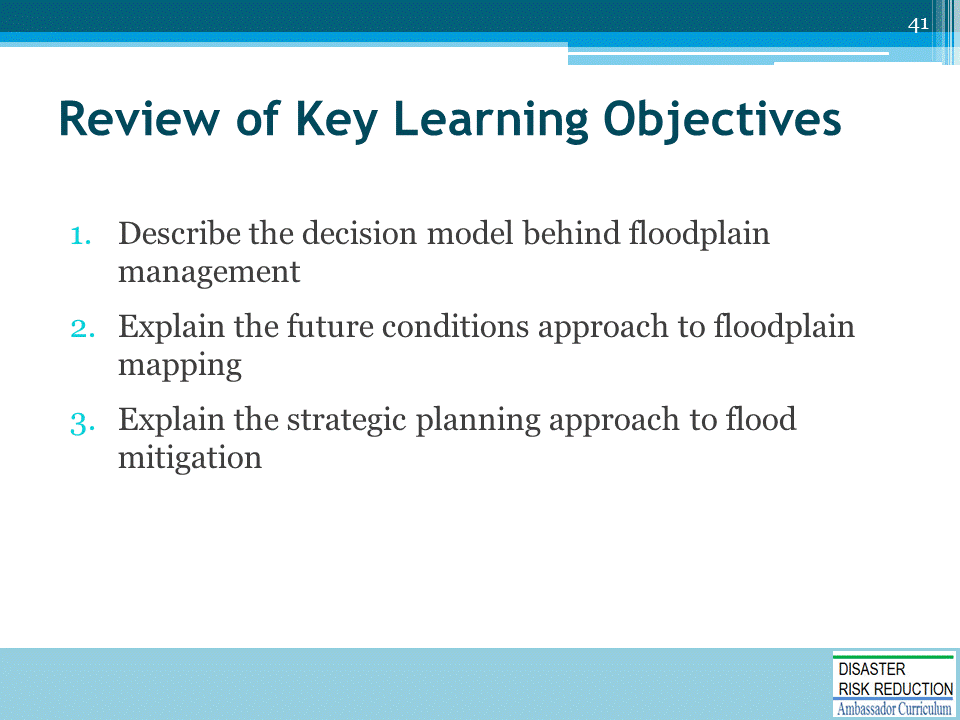 41
Review of Key Learning Objectives
1. Describe the decision model behind floodplain
management
2. Explain the future conditions approach to floodplain
mapping
3. Explain the strategic planning approach to flood
mitigation
DISASTER
RISK REDUCTION
Ambassador Curriculum